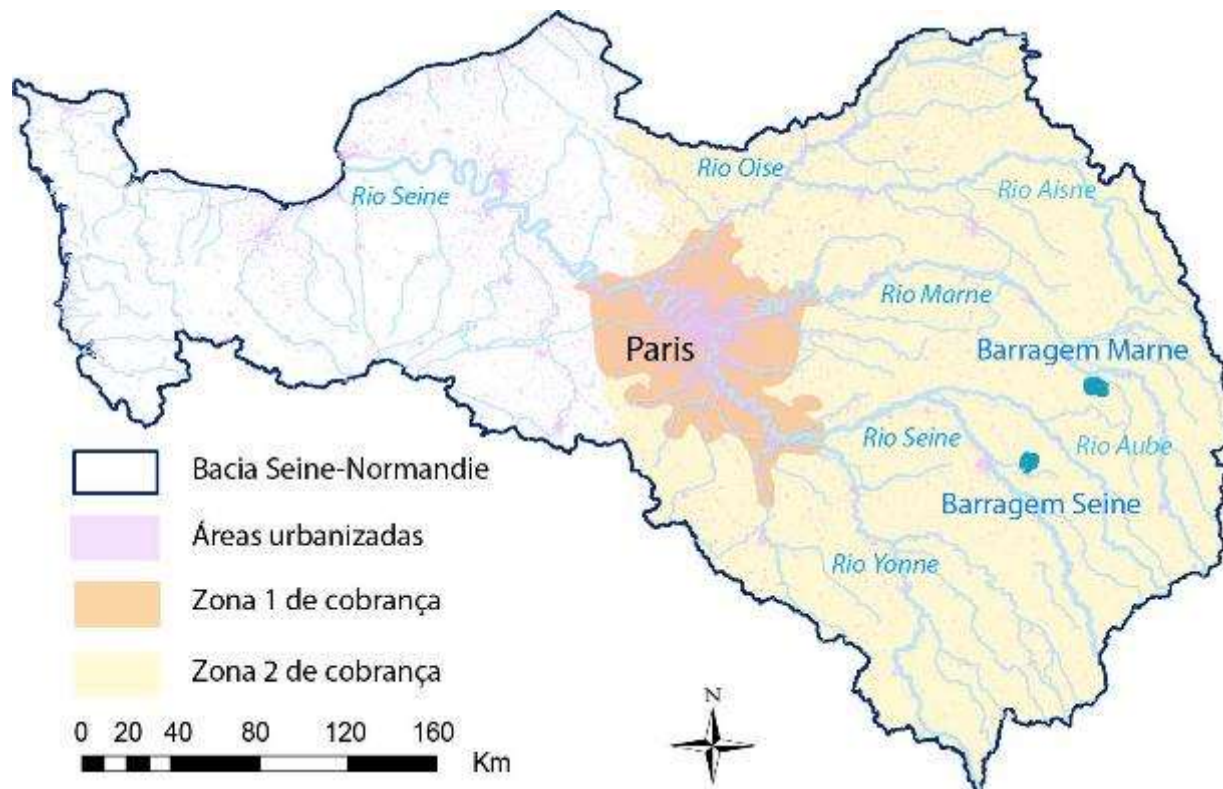 Rio Oise
Rio Aisne
Rio Seine
Rio Marne
Paris
Barragem Marne
Rio Seine
Rio Aube
Barragem Seine
Rio Yonne
Bacia Seine-Normandie
Áreas urbanizadas
Zona 1 de cobrança
Zona 2 de cobrança
0 20 40 80 120 160
Km
N